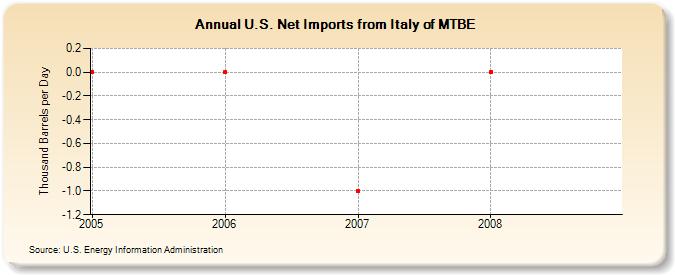 Annual U.S. Net Imports from Italy of MTBE
Thousand Barrels per Day
0.2
0.0
-0.2
-0.4
-0.6
-0.8
-1.0
-1.2
2005 2006 2007 2008
Source: U.S. Energy Information Administration